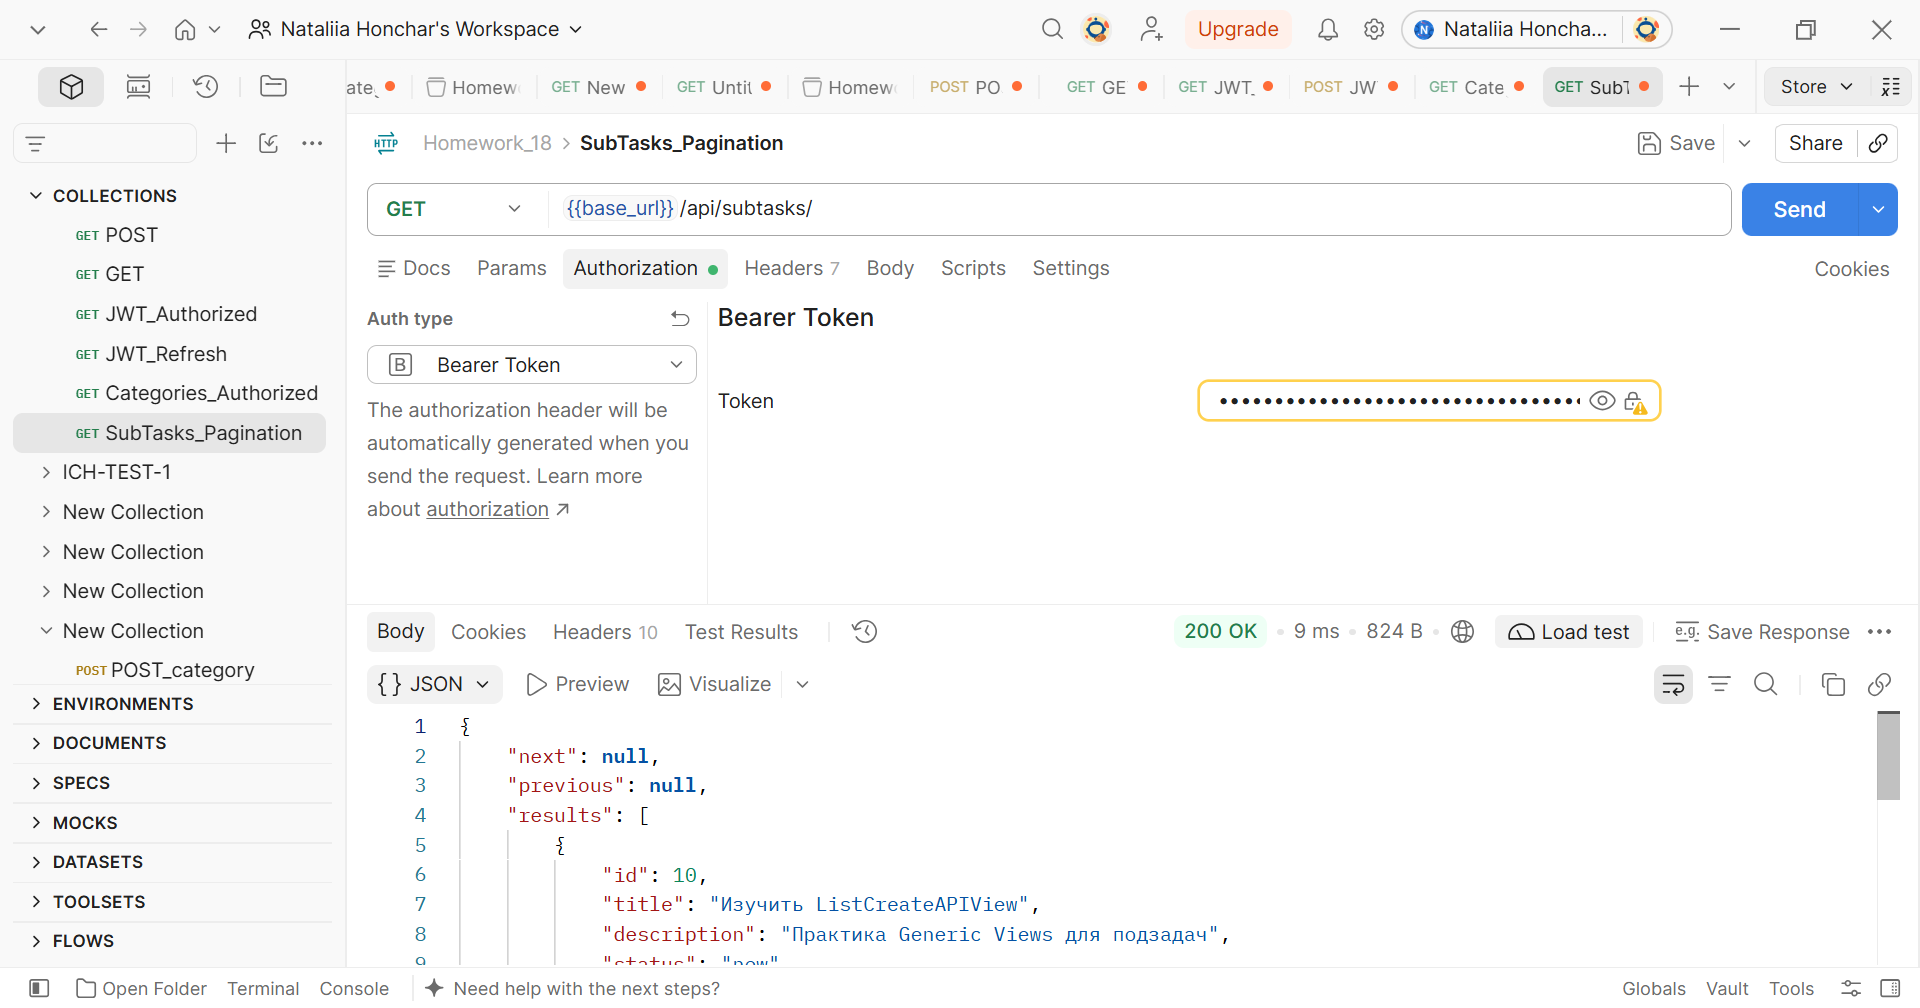 Nataliia Honchar's Workspace
Upgrade
Nataliia Honcha...
Homew
GET New
GET Untit
Homew
POST PO
GET GE
GET JWT_
POST JW
GET Cate
GET SubT
Store
Homework_18 > SubTasks_Pagination
Save
Share
COLLECTIONS
GET POST
GET GET
GET JWT_Authorized
GET JWT_Refresh
GET Categories_Authorized
GET SubTasks_Pagination
ICH-TEST-1
New Collection
New Collection
New Collection
New Collection
POST POST_category
ENVIRONMENTS
DOCUMENTS
SPECS
MOCKS
DATASETS
TOOLSETS
FLOWS
HTTP
GET
{{base_url}} /api/subtasks/
Send
Docs
Params
Authorization
Headers 7
Body
Scripts
Settings
Cookies
Auth type
B Bearer Token
The authorization header will be
automatically generated when you
send the request. Learn more
about authorization ↗
Bearer Token
Token
Body
Cookies
Headers 10
Test Results
200 OK
9 ms
824 B
Load test
e.g. Save Response
{} JSON
Preview
Visualize
1 {
2 "next": null,
3 "previous": null,
4 "results": [
5 {
6 "id": 10,
7 "title": "Изучить ListCreateAPIView",
8 "description": "Практика Generic Views для подзадач",
9 "status": "new"
Open Folder
Terminal
Console
Need help with the next steps?
Globals
Vault
Tools